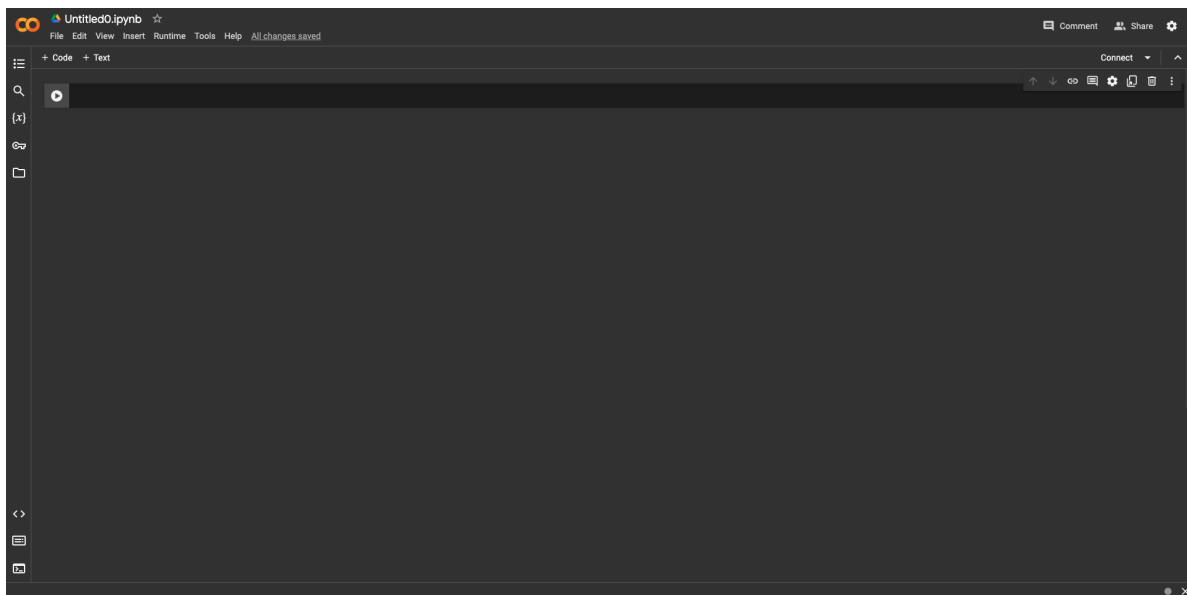 Untitled0.ipynb
File Edit View Insert Runtime Tools Help All changes saved
Comment Share
+ Code + Text
Connect
{x}